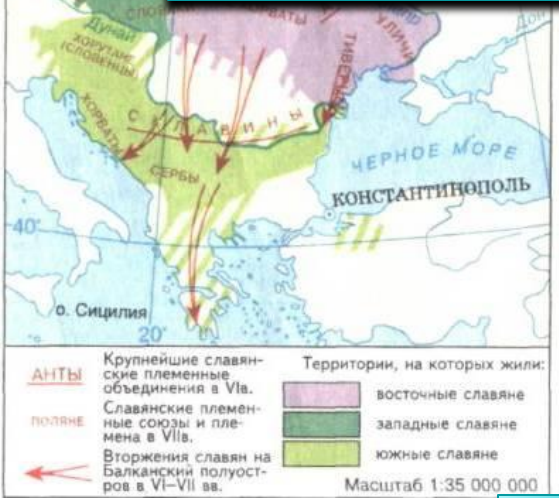 СЛОВАКИ
ХОРВАТЫ
Дунай
ХОРУТАНЕ
(СЛОВЕНЦЫ)
УЛИЧИ
ТИВЕРЦЫ
Дон
ХОРВАТЫ
СКЛАВИНЫ
СЕРБЫ
ЧЕРНОЕ МОРЕ
КОНСТАНТИНОПОЛЬ
40°
о. Сицилия
20°
АНТЫ
Крупнейшие славян-
ские племенные
объединения в VIв.
ПОЛЯНЕ
Славянские племен-
ные союзы и пле-
мена в VIIв.
Вторжения славян на
Балканский полуост-
ров в VI–VII вв.
Территории, на которых жили:
восточные славяне
западные славяне
южные славяне
Масштаб 1:35 000 000